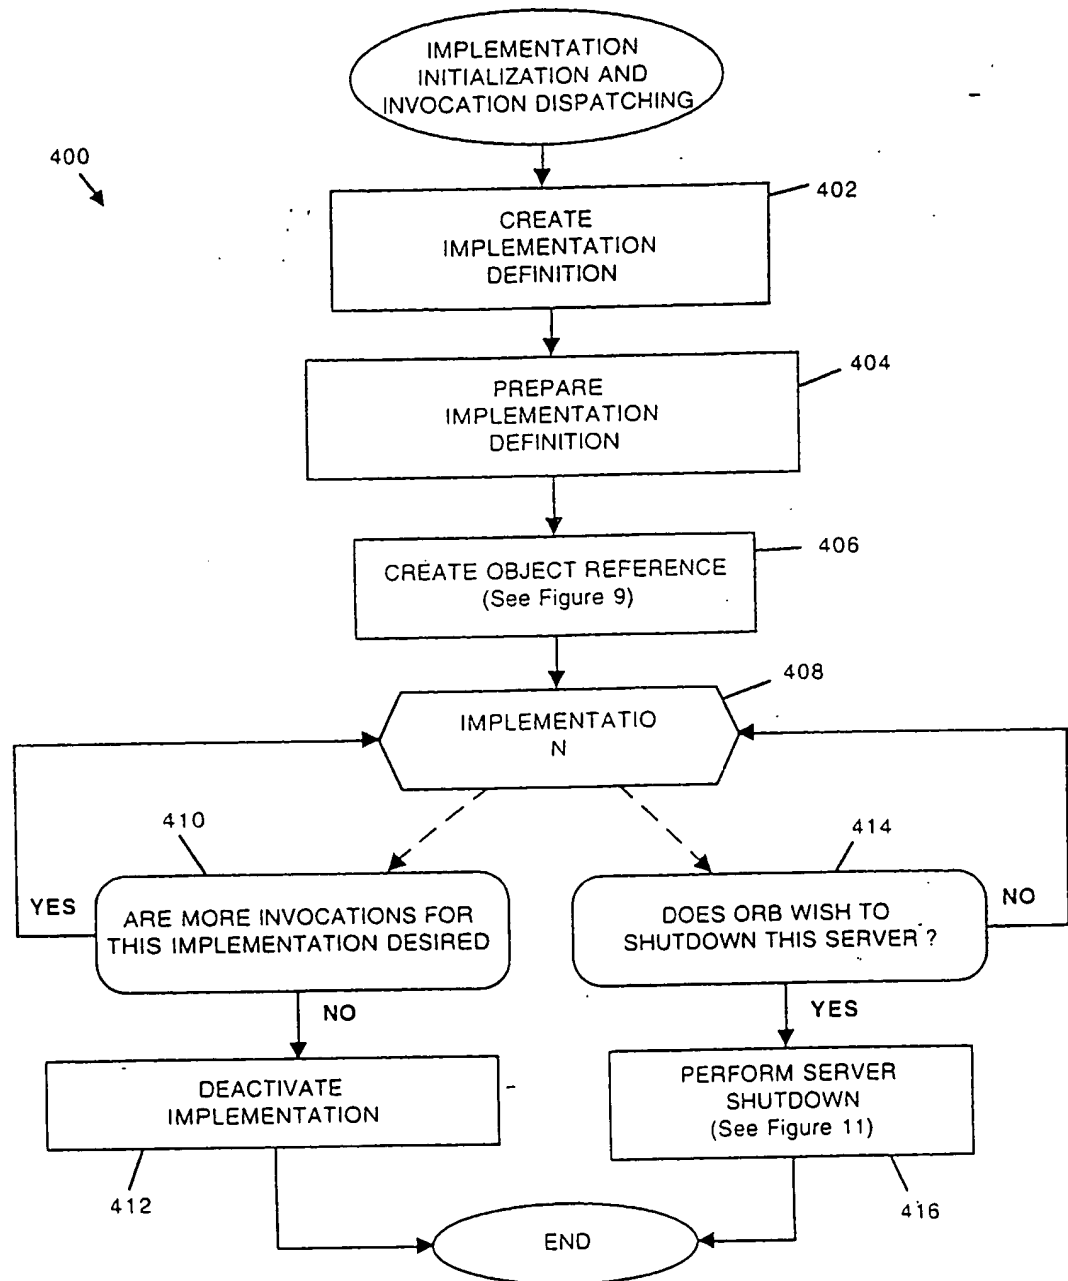 IMPLEMENTATION
INITIALIZATION AND
INVOCATION DISPATCHING
400
402
CREATE
IMPLEMENTATION
DEFINITION
404
PREPARE
IMPLEMENTATION
DEFINITION
406
CREATE OBJECT REFERENCE
(See Figure 9)
408
IMPLEMENTATIO
N
410
414
YES
ARE MORE INVOCATIONS FOR
THIS IMPLEMENTATION DESIRED
DOES ORB WISH TO
SHUTDOWN THIS SERVER ?
NO
NO
YES
DEACTIVATE
IMPLEMENTATION
PERFORM SERVER
SHUTDOWN
(See Figure 11)
412
416
END